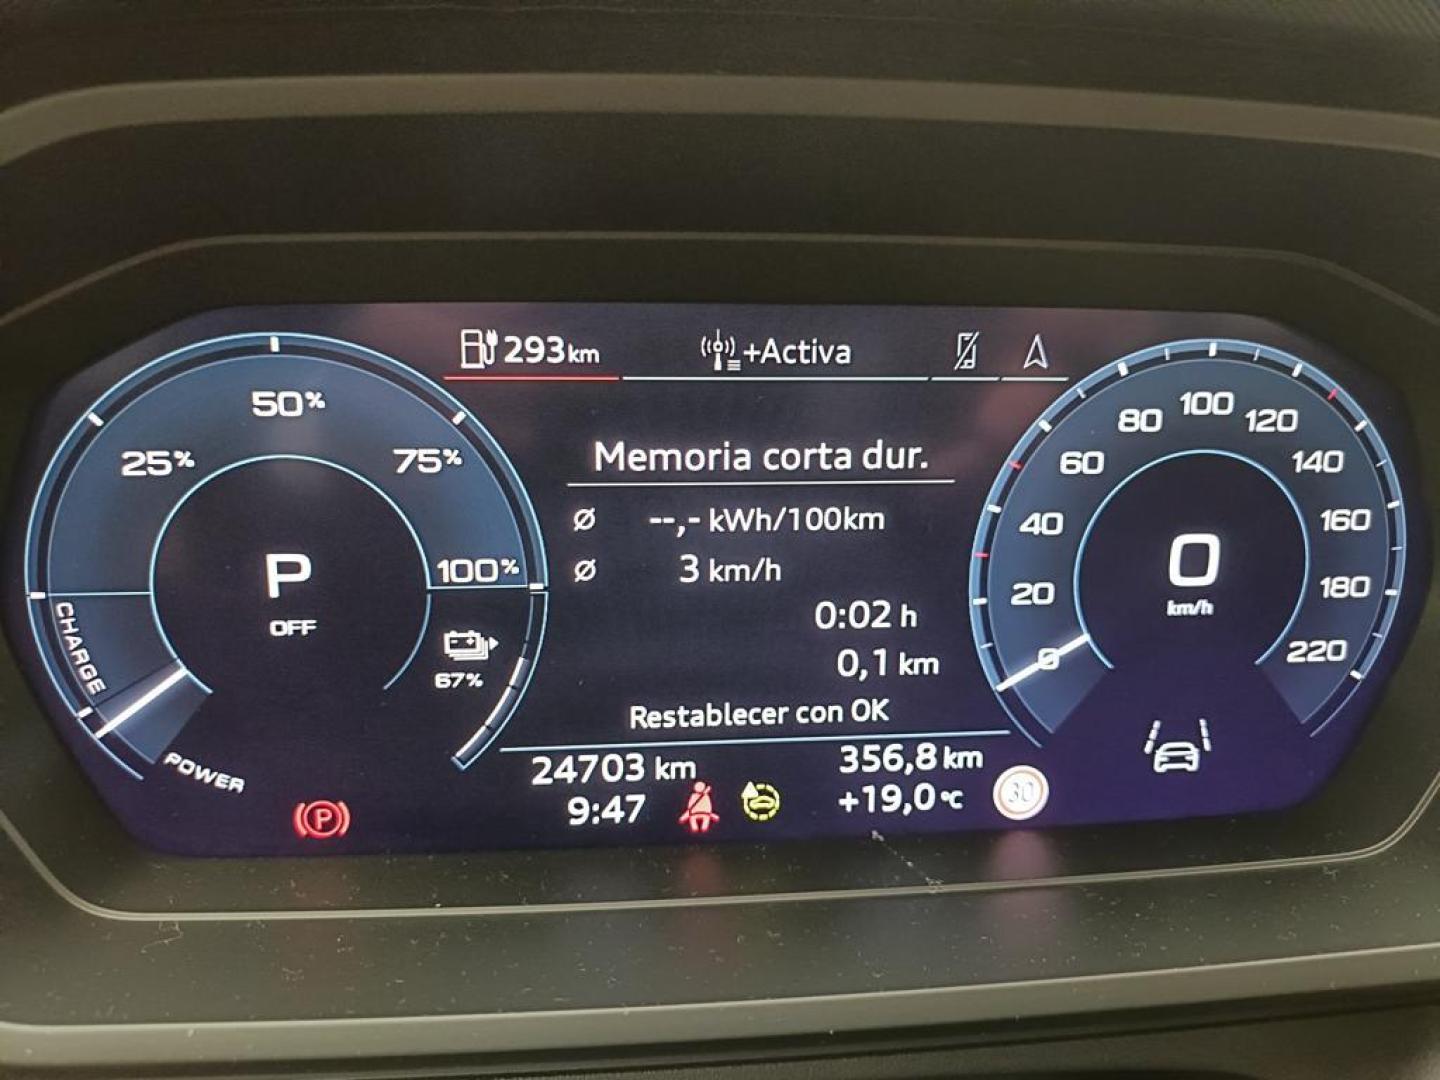 293 km
+Activa
Memoria corta dur.
Ø --,- kWh/100km
Ø 3 km/h
0:02 h
0,1 km
Restablecer con OK
24703 km
356,8 km
9:47
+19,0 °C
30
25%
50%
75%
100%
P
OFF
CHARGE
POWER
67%
P
0
20
40
60
80
100
120
140
160
180
220
0
km/h